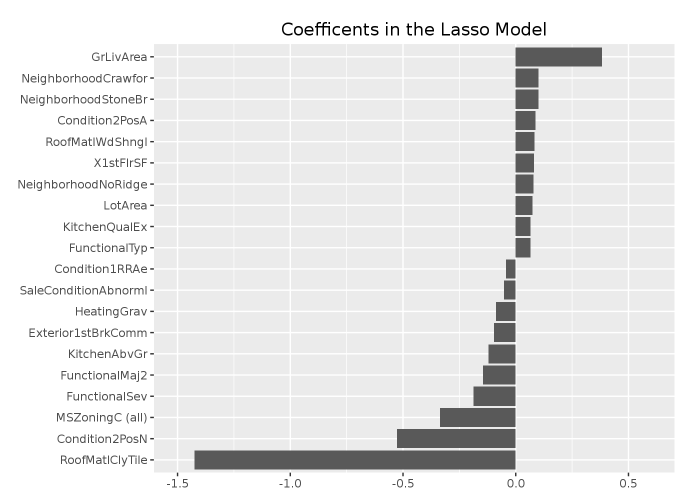 Coefficents in the Lasso Model
GrLivArea
NeighborhoodCrawfor
NeighborhoodStoneBr
Condition2PosA
RoofMatlWdShngl
X1stFlrSF
NeighborhoodNoRidge
LotArea
KitchenQualEx
FunctionalTyp
Condition1RRAe
SaleConditionAbnorml
HeatingGrav
Exterior1stBrkComm
KitchenAbvGr
FunctionalMaj2
FunctionalSev
MSZoningC (all)
Condition2PosN
RoofMatlClyTile
-1.5 -1.0 -0.5 0.0 0.5